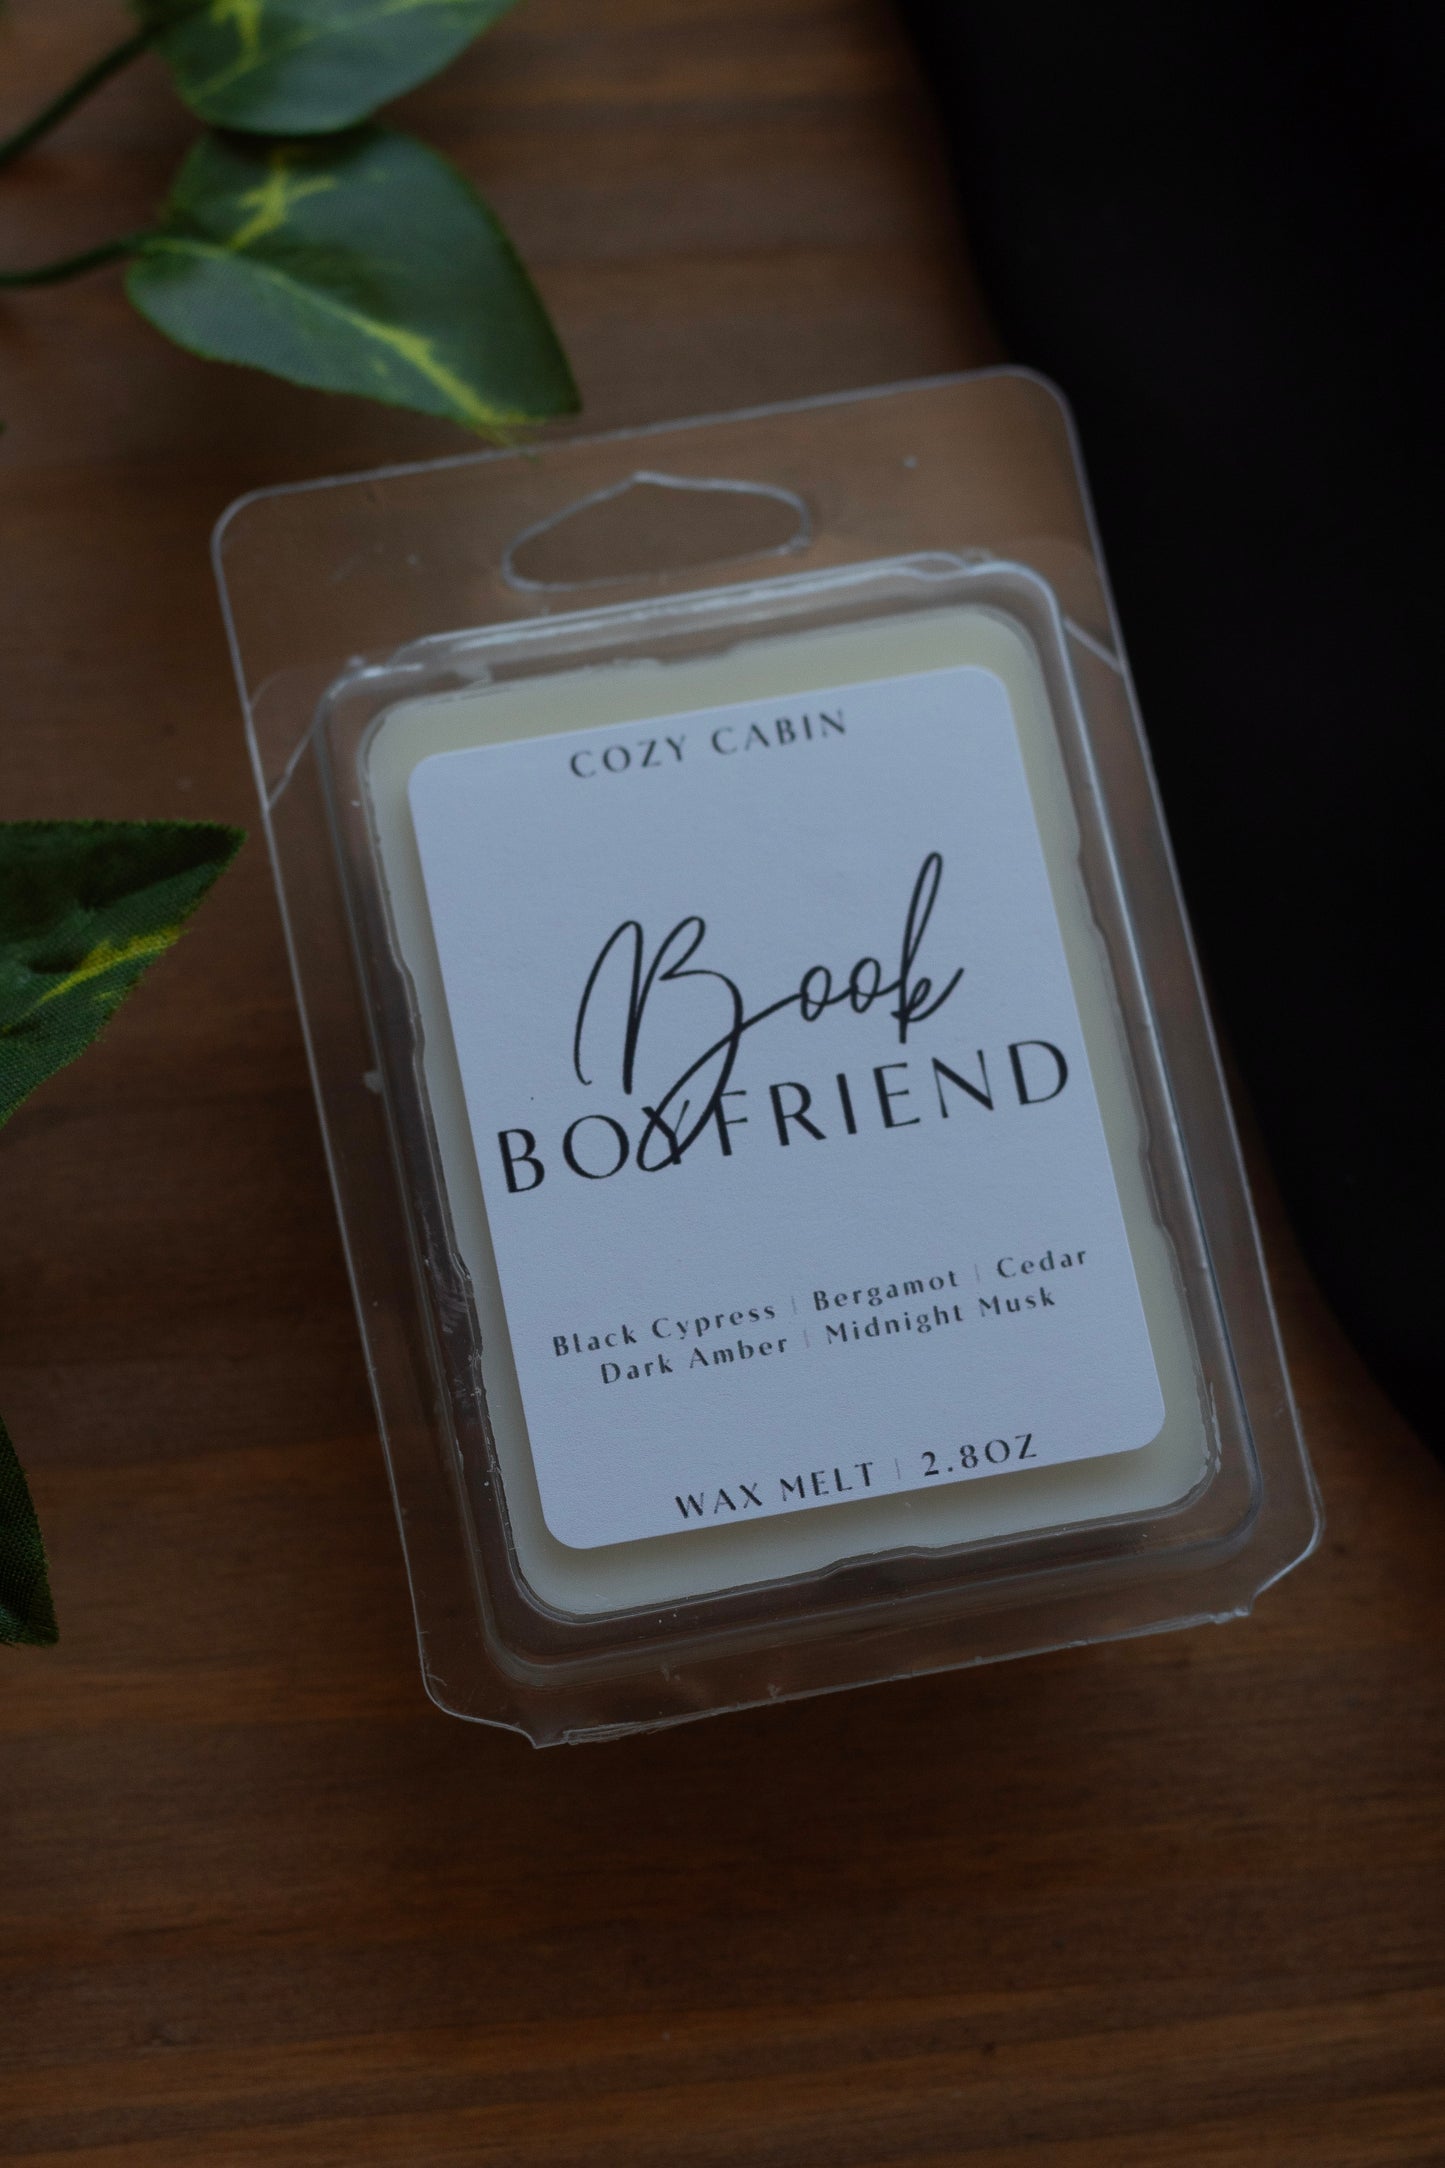 COZY CABIN
Book
BOYFRIEND
Black Cypress | Bergamot | Cedar
Dark Amber | Midnight Musk
WAX MELT | 2.8OZ